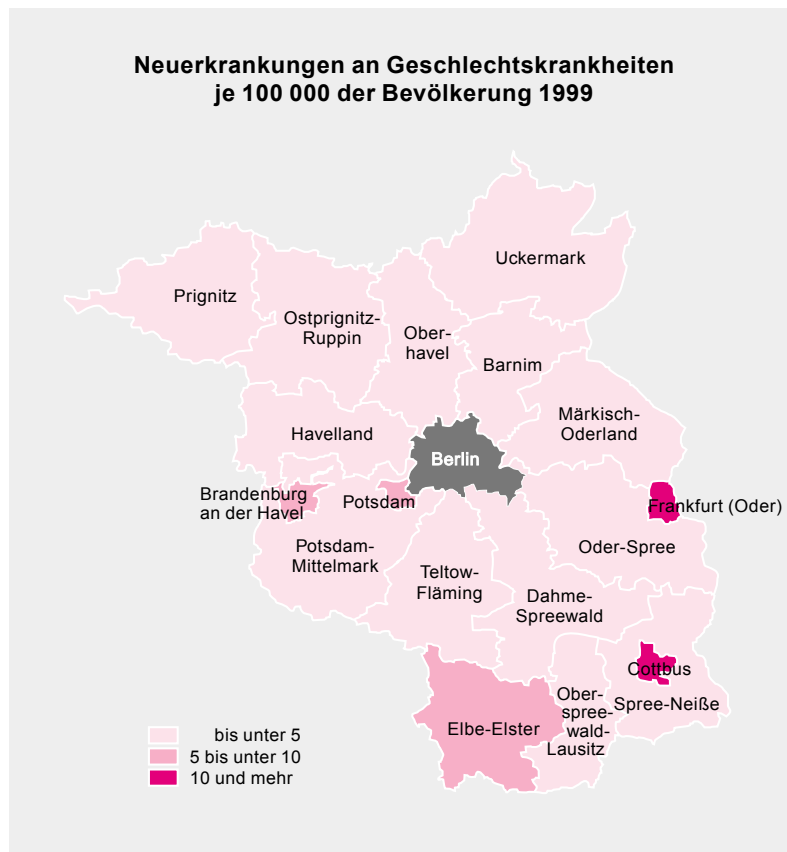 Neuerkrankungen an Geschlechtskrankheiten
je 100 000 der Bevölkerung 1999
Uckermark
Prignitz
Ostprignitz-
Ruppin
Ober-
havel
Barnim
Märkisch-
Oderland
Havelland
Berlin
Brandenburg
an der Havel
Potsdam
Frankfurt (Oder)
Potsdam-
Mittelmark
Oder-Spree
Teltow-
Fläming
Dahme-
Spreewald
Cottbus
Spree-Neiße
Ober-
spree-
wald-
Lausitz
Elbe-Elster
bis unter 5
5 bis unter 10
10 und mehr